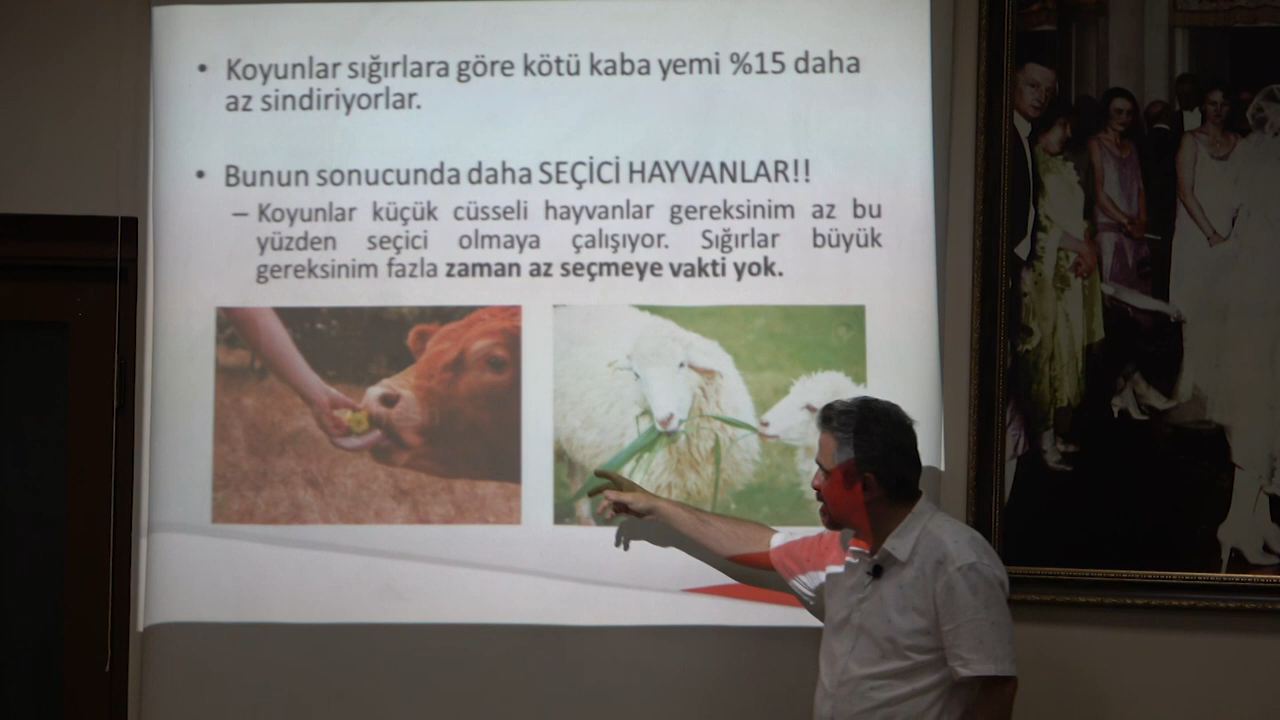 • Koyunlar sığırlara göre kötü kaba yemi %15 daha
az sindiriyorlar.
• Bunun sonucunda daha SEÇİCİ HAYVANLAR!!
– Koyunlar küçük cüsseli hayvanlar gereksinim az bu
yüzden seçici olmaya çalışıyor. Sığırlar büyük
gereksinim fazla zaman az seçmeye vakti yok.